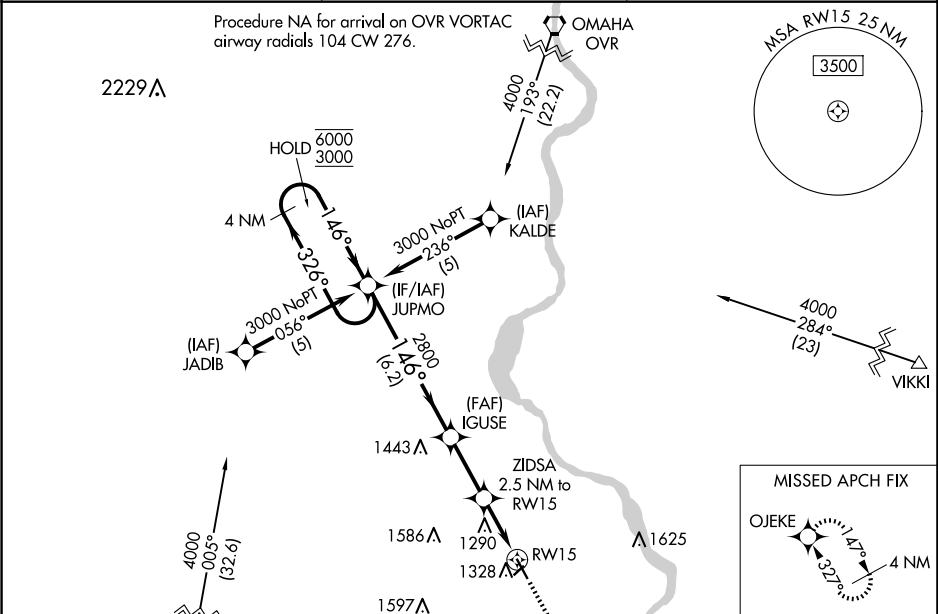 Procedure NA for arrival on OVR VORTAC
airway radials 104 CW 276.
OMAHA
OVR
MSA RW15 25 NM
3500
2229
4000
193°
(22.2)
HOLD
6000
3000
4 NM
146°
326°
3000 NoPT
236°
(5)
(IAF)
KALDE
(IF/IAF)
JUPMO
3000 NoPT
056°
(5)
(IAF)
JADIB
2800
146°
(6.2)
4000
284°
(23)
VIKKI
(FAF)
IGUSE
1443
ZIDSA
2.5 NM to
RW15
4000
005°
(32.6)
1586
1290
1625
RW15
1328
1597
MISSED APCH FIX
OJEKE
147°
327°
4 NM